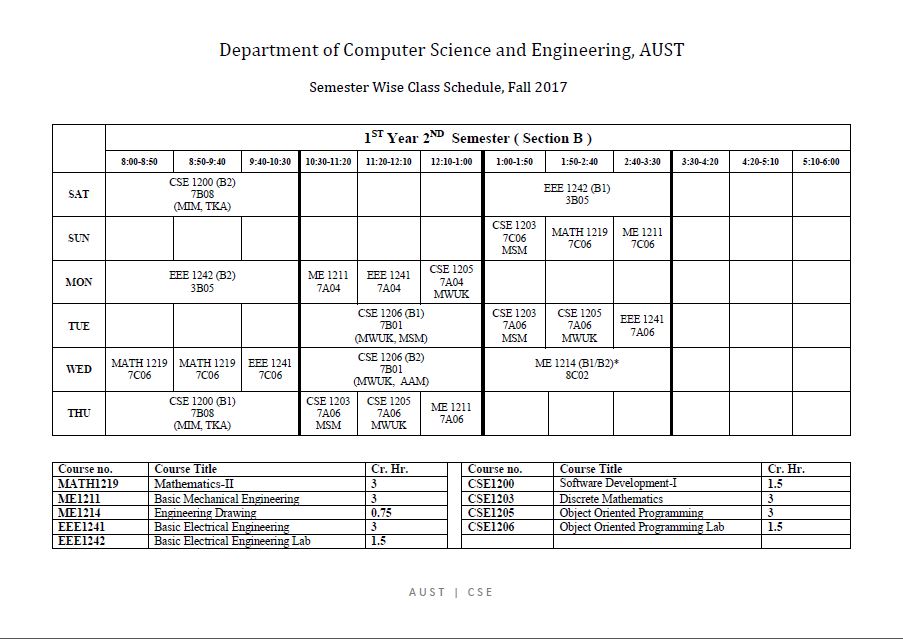 Department of Computer Science and Engineering, AUST
Semester Wise Class Schedule, Fall 2017
1ST Year 2ND Semester ( Section B )
8:00-8:50 8:50-9:40 9:40-10:30 10:30-11:20 11:20-12:10 12:10-1:00 1:00-1:50 1:50-2:40 2:40-3:30 3:30-4:20 4:20-5:10 5:10-6:00
SAT
CSE 1200 (B2)
7B08
(MIM, TKA)
EEE 1242 (B1)
3B05
SUN
CSE 1203
7C06
MSM
MATH 1219
7C06
ME 1211
7C06
MON
EEE 1242 (B2)
3B05
ME 1211
7A04
EEE 1241
7A04
CSE 1205
7A04
MWUK
TUE
CSE 1206 (B1)
7B01
(MWUK, MSM)
CSE 1203
7A06
MSM
CSE 1205
7A06
MWUK
EEE 1241
7A06
WED
MATH 1219
7C06
MATH 1219
7C06
EEE 1241
7C06
CSE 1206 (B2)
7B01
(MWUK, AAM)
ME 1214 (B1/B2)*
8C02
THU
CSE 1200 (B1)
7B08
(MIM, TKA)
CSE 1203
7A06
MSM
CSE 1205
7A06
MWUK
ME 1211
7A06
Course no. Course Title Cr. Hr.
MATH1219 Mathematics-II 3
ME1211 Basic Mechanical Engineering 3
ME1214 Engineering Drawing 0.75
EEE1241 Basic Electrical Engineering 3
EEE1242 Basic Electrical Engineering Lab 1.5
Course no. Course Title Cr. Hr.
CSE1200 Software Development-I 1.5
CSE1203 Discrete Mathematics 3
CSE1205 Object Oriented Programming 3
CSE1206 Object Oriented Programming Lab 1.5
AUST | CSE